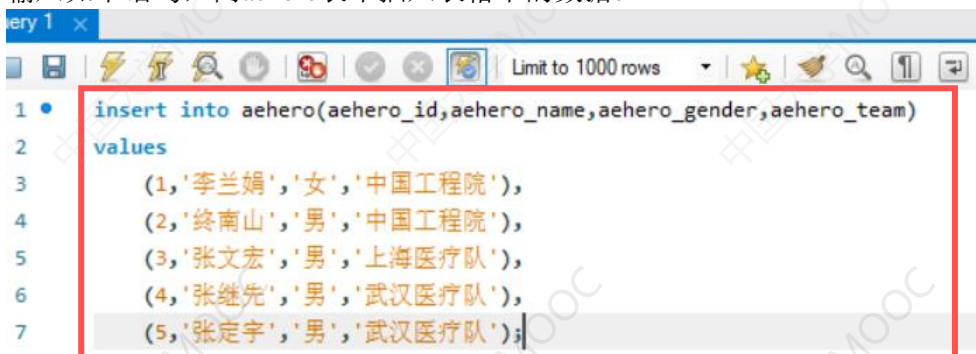 ery 1 ×
Limit to 1000 rows
1 insert into aehero(aehero_id,aehero_name,aehero_gender,aehero_team)
2 values
3 (1,'李兰娟','女','中国工程院'),
4 (2,'终南山','男','中国工程院'),
5 (3,'张文宏','男','上海医疗队'),
6 (4,'张继先','男','武汉医疗队'),
7 (5,'张定宇','男','武汉医疗队');